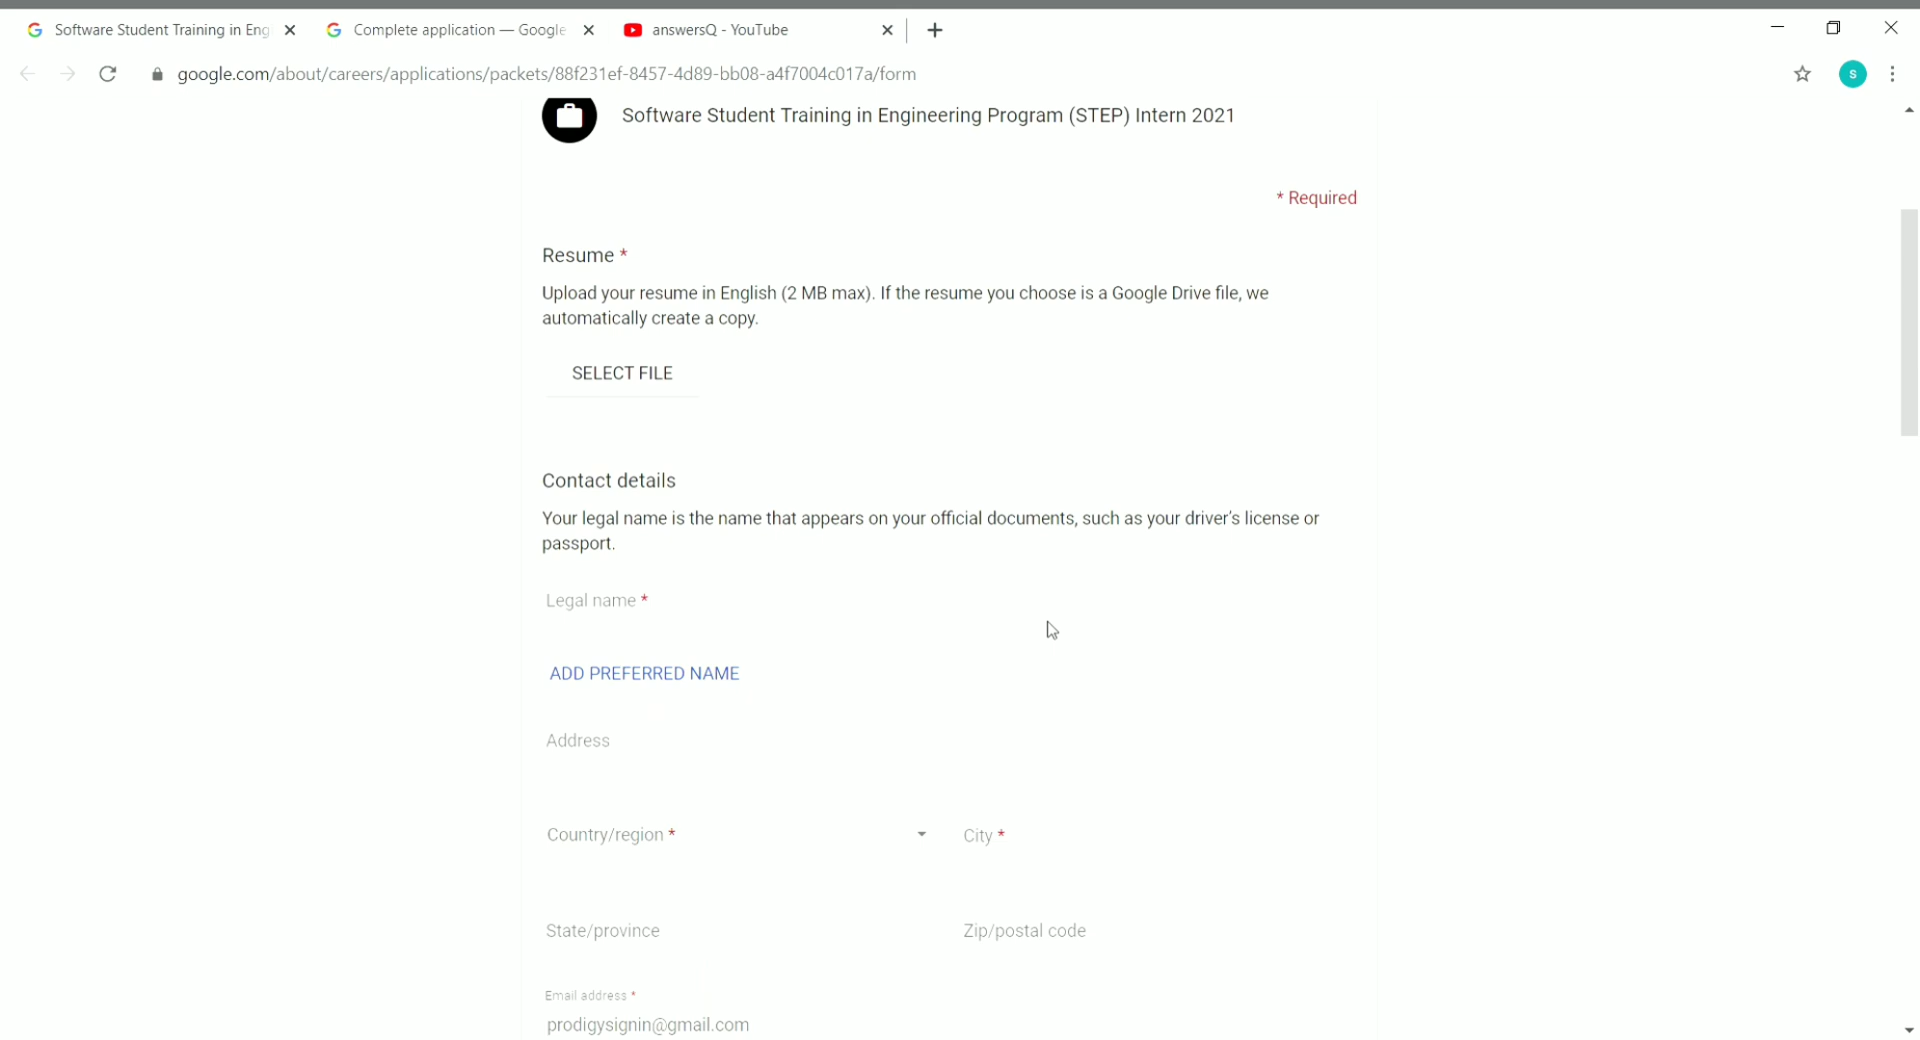 Software Student Training in Eng
Complete application — Google
answersQ - YouTube
google.com/about/careers/applications/packets/88f231ef-8457-4d89-bb08-a4f7004c017a/form
S
Software Student Training in Engineering Program (STEP) Intern 2021
* Required
Resume *
Upload your resume in English (2 MB max). If the resume you choose is a Google Drive file, we
automatically create a copy.
SELECT FILE
Contact details
Your legal name is the name that appears on your official documents, such as your driver's license or
passport.
Legal name *
ADD PREFERRED NAME
Address
Country/region *
City *
State/province
Zip/postal code
Email address *
prodigysignin@gmail.com